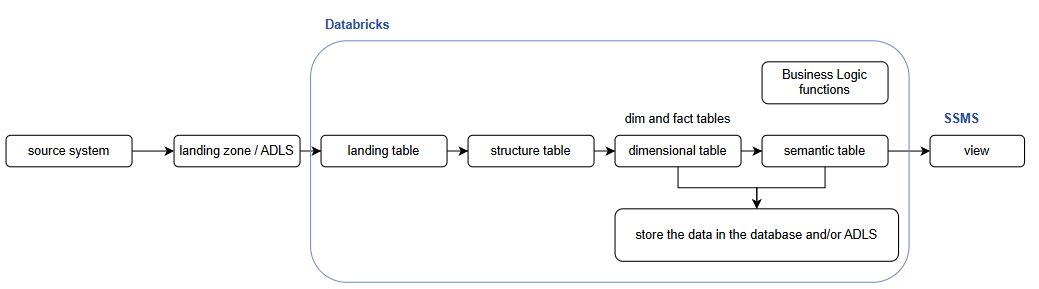 Databricks
Business Logic
functions
dim and fact tables
SSMS
source system
landing zone / ADLS
landing table
structure table
dimensional table
semantic table
view
store the data in the database and/or ADLS